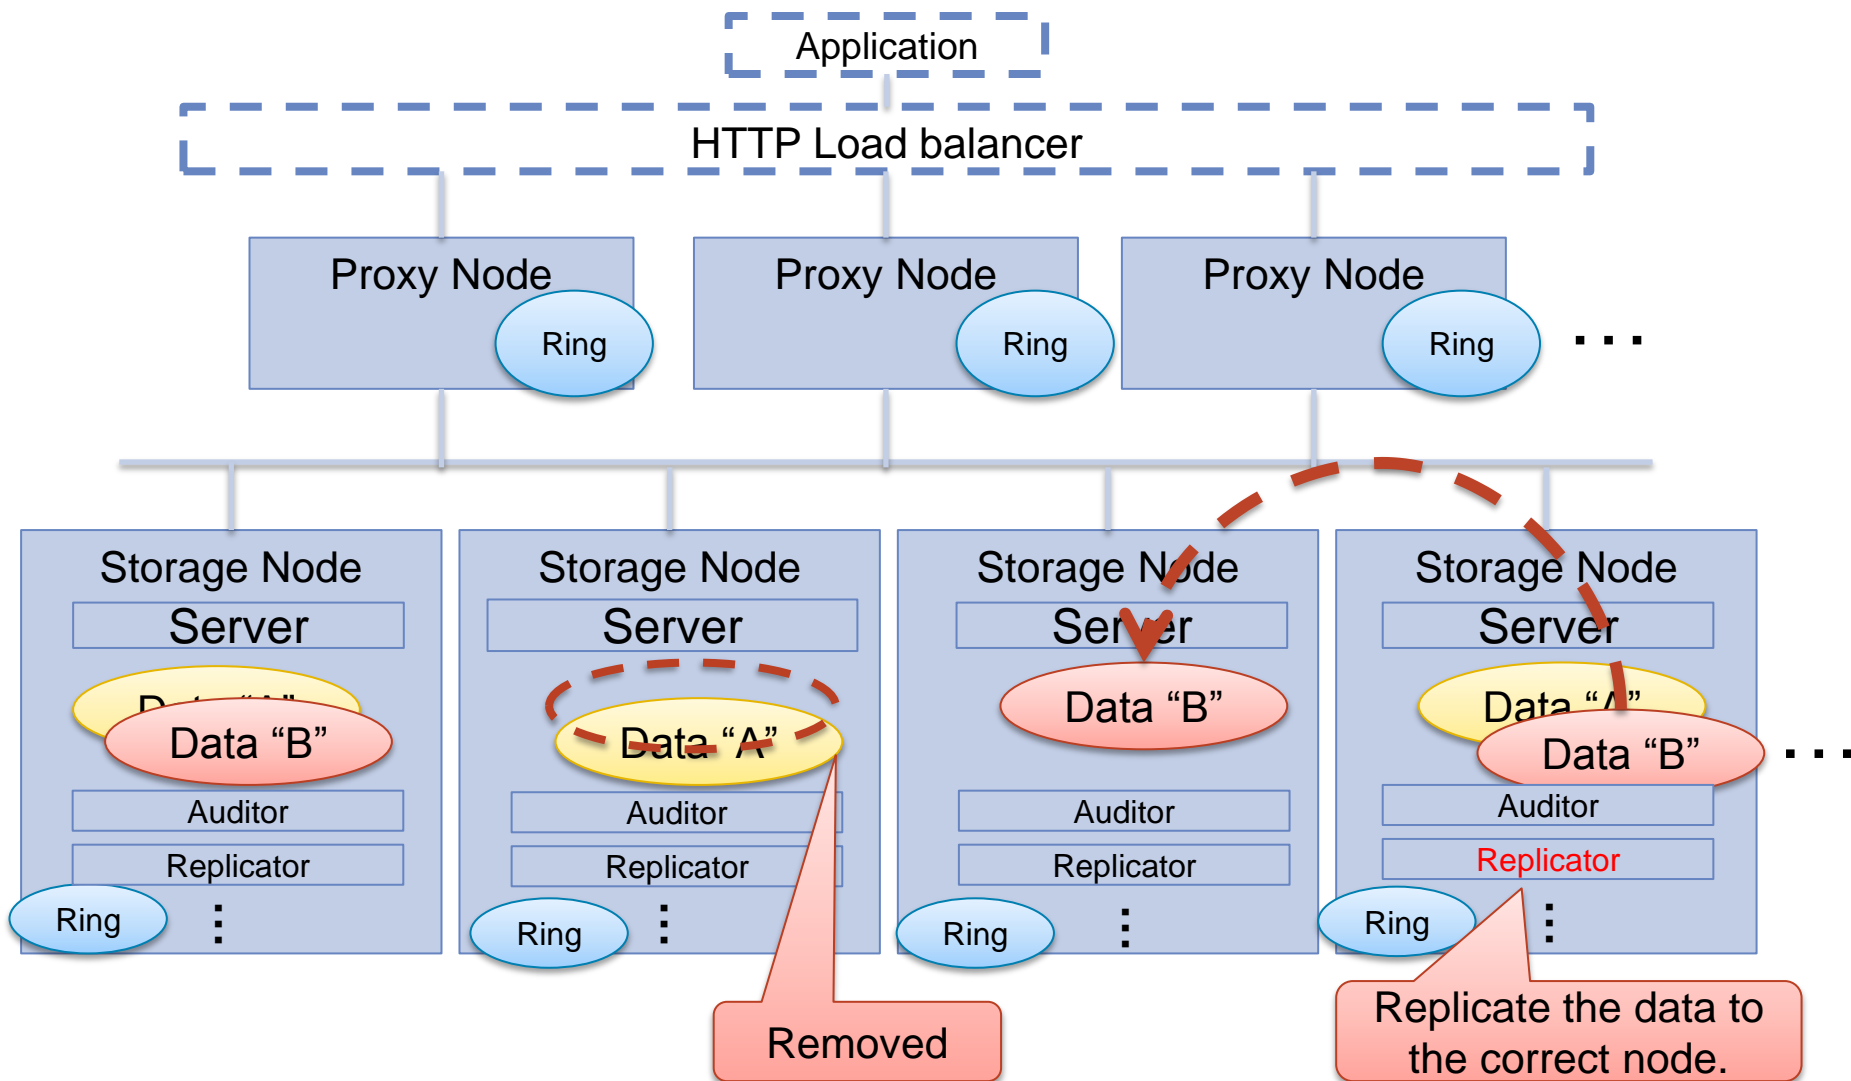 Application
HTTP Load balancer
Proxy Node
Ring
Proxy Node
Ring
Proxy Node
Ring
...
Storage Node
Server
Data “A”
Data “B”
Auditor
Replicator
Ring
Storage Node
Server
Data “A”
Auditor
Replicator
Ring
Removed
Storage Node
Server
Data “B”
Auditor
Replicator
Ring
Storage Node
Server
Data “A”
Data “B”
Auditor
Replicator
Ring
...
Replicate the data to
the correct node.